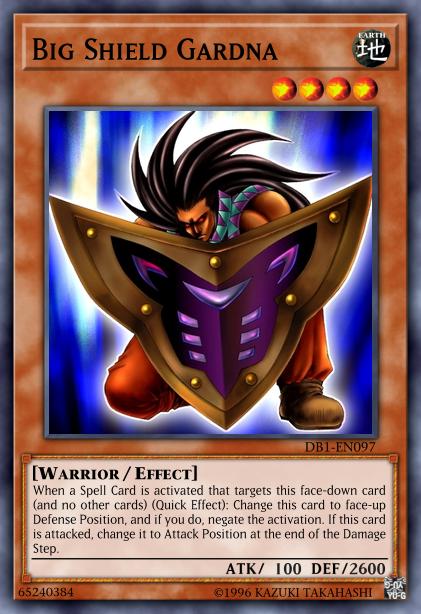 Big Shield Gardna
EARTH
地
DB1-EN097
[Warrior / Effect]
When a Spell Card is activated that targets this face-down card
(and no other cards) (Quick Effect): Change this card to face-up
Defense Position, and if you do, negate the activation. If this card
is attacked, change it to Attack Position at the end of the Damage
Step.
ATK/ 100 DEF/2600
65240384
©1996 KAZUKI TAKAHASHI